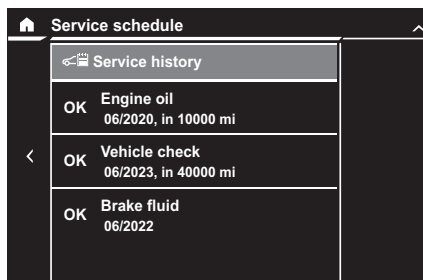 Service schedule
Service history
OK Engine oil
06/2020, in 10000 mi
OK Vehicle check
06/2023, in 40000 mi
OK Brake fluid
06/2022